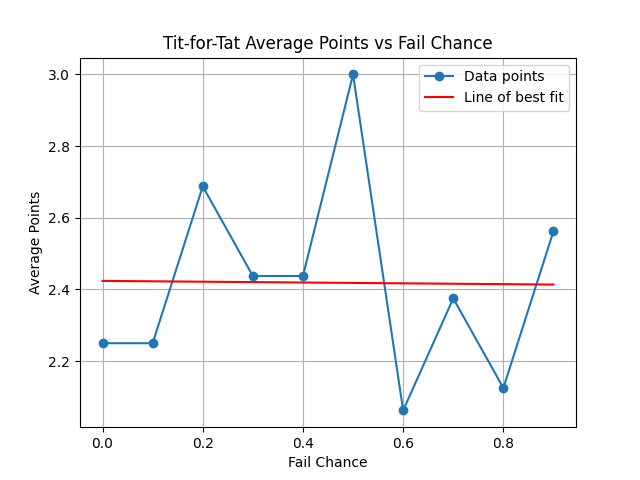 Tit-for-Tat Average Points vs Fail Chance
Data points
Line of best fit
Average Points
3.0
2.8
2.6
2.4
2.2
0.0 0.2 0.4 0.6 0.8
Fail Chance